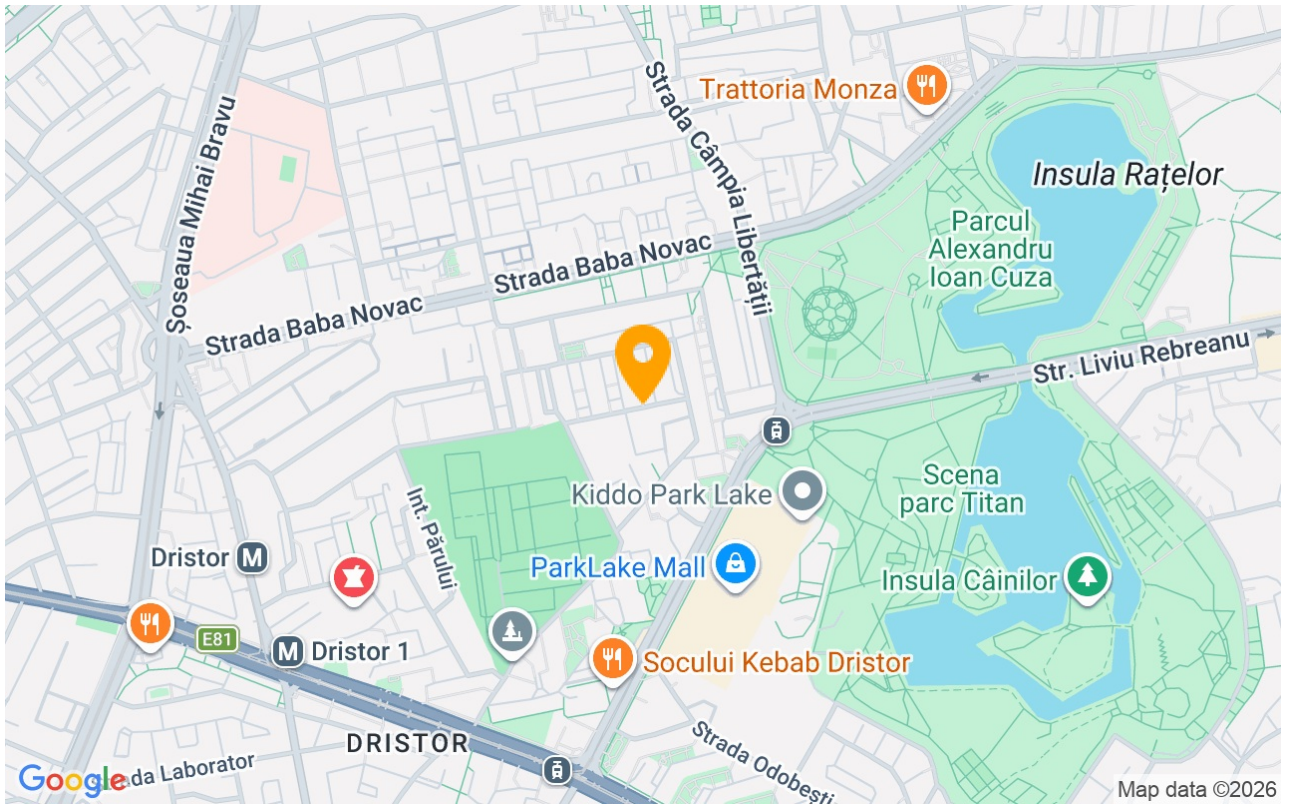 Trattoria Monza
Strada Câmpia Libertății
Șoseaua Mihai Bravu
Insula Rațelor
Parcul
Alexandru
Ioan Cuza
Strada Baba Novac
Strada Baba Novac
Str. Liviu Rebreanu
Scena
parc Titan
Kiddo Park Lake
Int. Părului
Dristor M
ParkLake Mall
Insula Câinilor
E81
M Dristor 1
Socului Kebab Dristor
DRISTOR
Strada Odobești
Google
ada Laborator
Map data ©2026